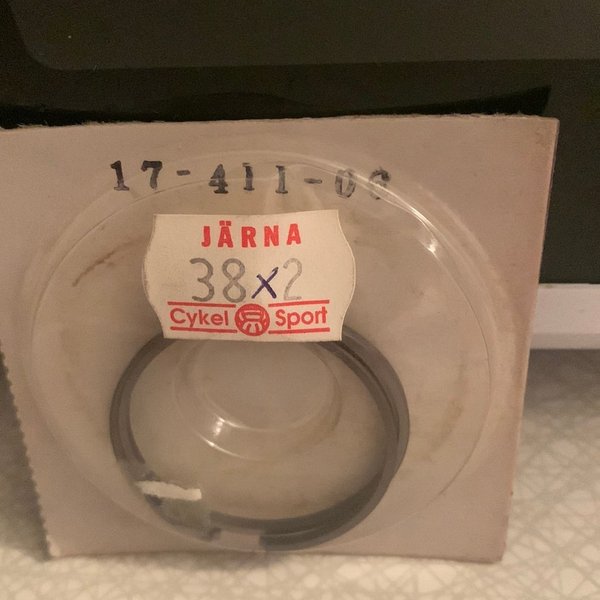 17-411-06
JÄRNA
38x2
Cykel Sport